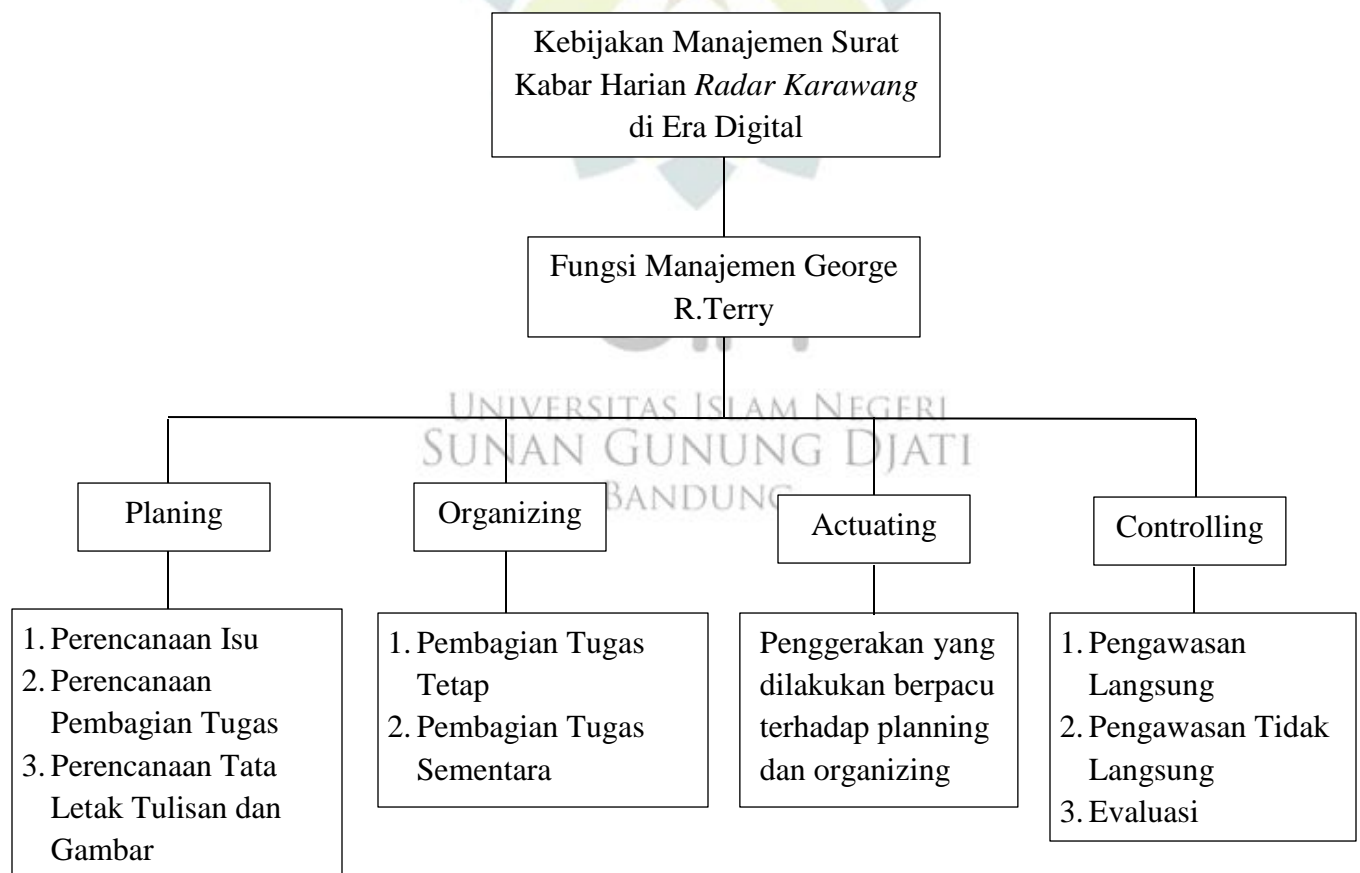 Kebijakan Manajemen Surat
Kabar Harian Radar Karawang
di Era Digital
Fungsi Manajemen George
R.Terry
UNIVERSITAS ISLAM NEGERI
SUNAN GUNUNG DJATI
BANDUNG
Planing
Organizing
Actuating
Controlling
1. Perencanaan Isu
2. Perencanaan
Pembagian Tugas
3. Perencanaan Tata
Letak Tulisan dan
Gambar
1. Pembagian Tugas
Tetap
2. Pembagian Tugas
Sementara
Penggerakan yang
dilakukan berpacu
terhadap planning
dan organizing
1. Pengawasan
Langsung
2. Pengawasan Tidak
Langsung
3. Evaluasi